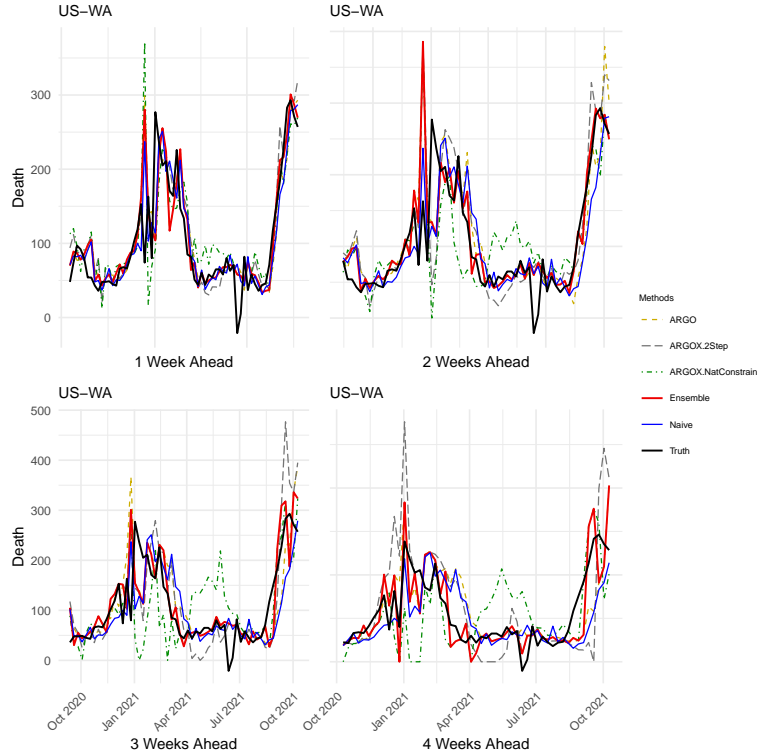 US−WA
US−WA
Death
300
200
100
0
1 Week Ahead
2 Weeks Ahead
Methods
ARGO
ARGOX.2Step
ARGOX.NatConstrain
Ensemble
Naive
Truth
US−WA
US−WA
Death
500
400
300
200
100
0
Oct 2020
Jan 2021
Apr 2021
Jul 2021
Oct 2021
Jan 2021
Apr 2021
Jul 2021
Oct 2021
3 Weeks Ahead
4 Weeks Ahead